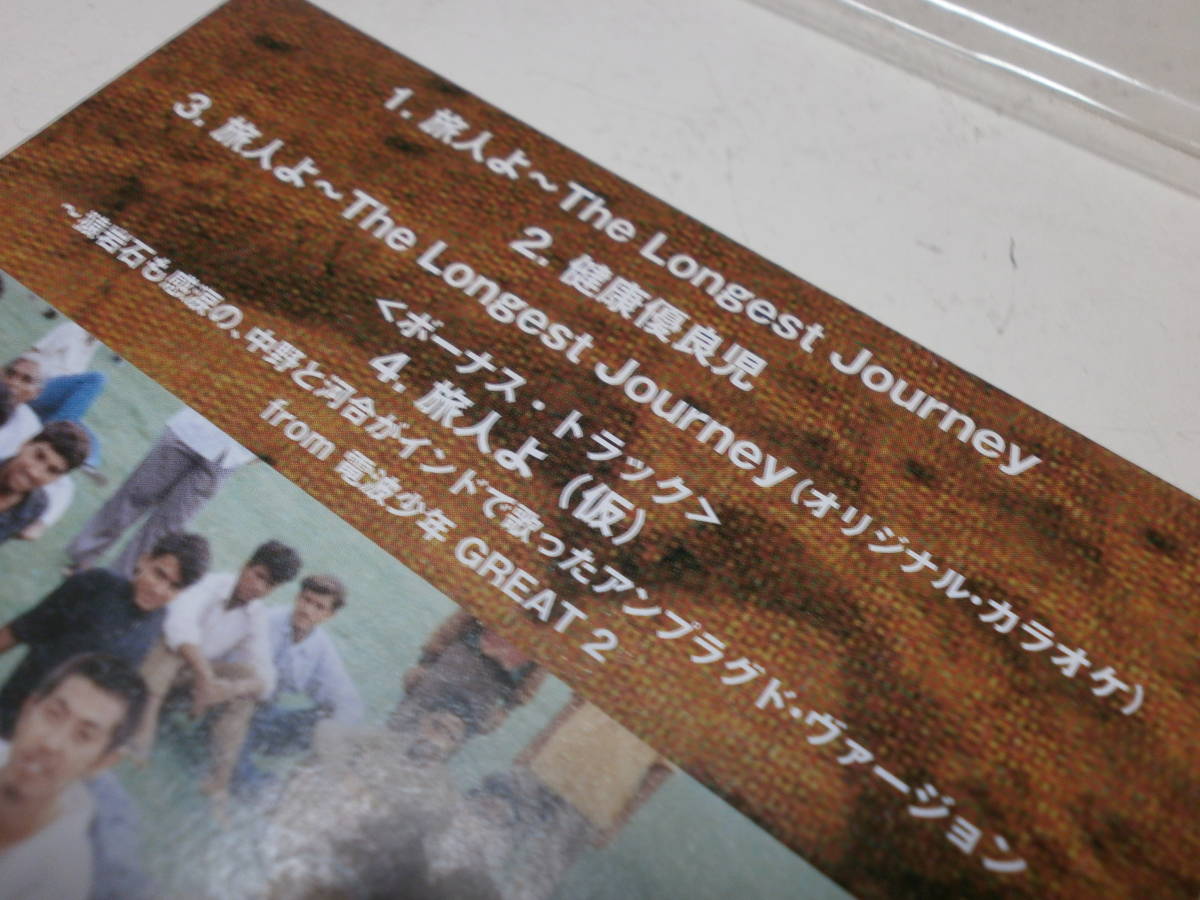 1. 旅人よ～The Longest Journey
2. 健康優良児
3. 旅人よ～The Longest Journey（オリジナル・カラオケ）
＜ボーナス・トラック＞
4. 旅人よ（仮）
～猿岩石も感涙の、中野と河合がインドで歌ったアンプラグド・ヴァージョン
from 電波少年 GREAT 2